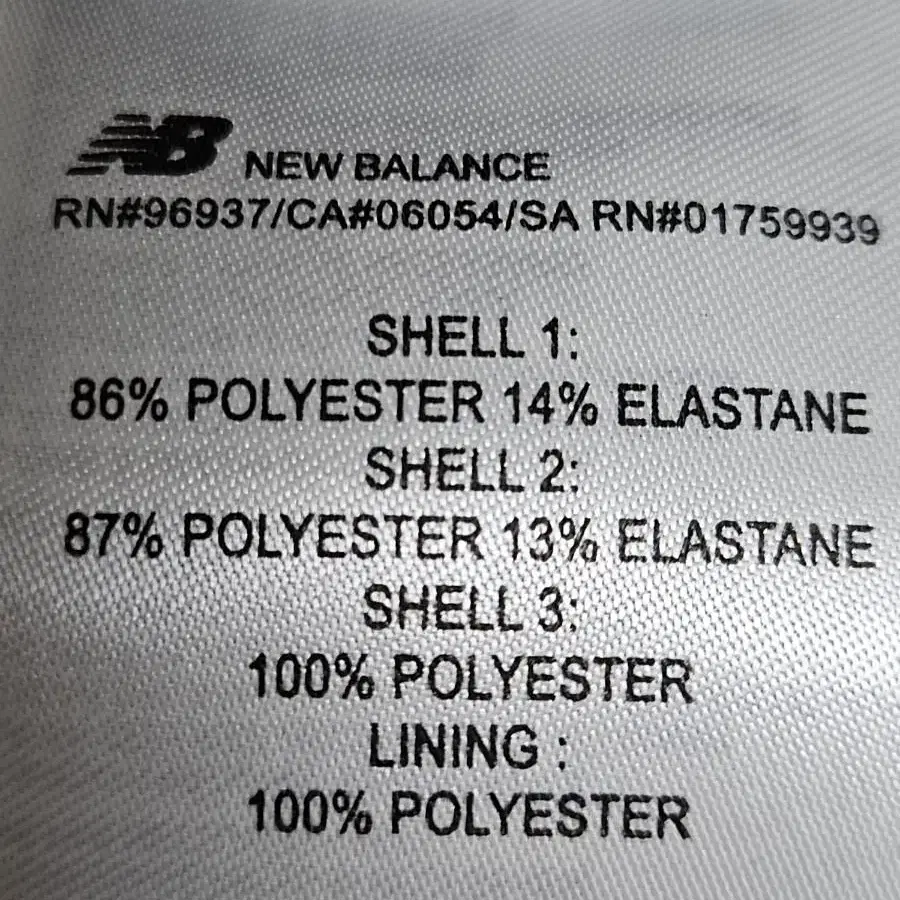 NB NEW BALANCE
RN#96937/CA#06054/SA RN#01759939
SHELL 1:
86% POLYESTER 14% ELASTANE
SHELL 2:
87% POLYESTER 13% ELASTANE
SHELL 3:
100% POLYESTER
LINING :
100% POLYESTER